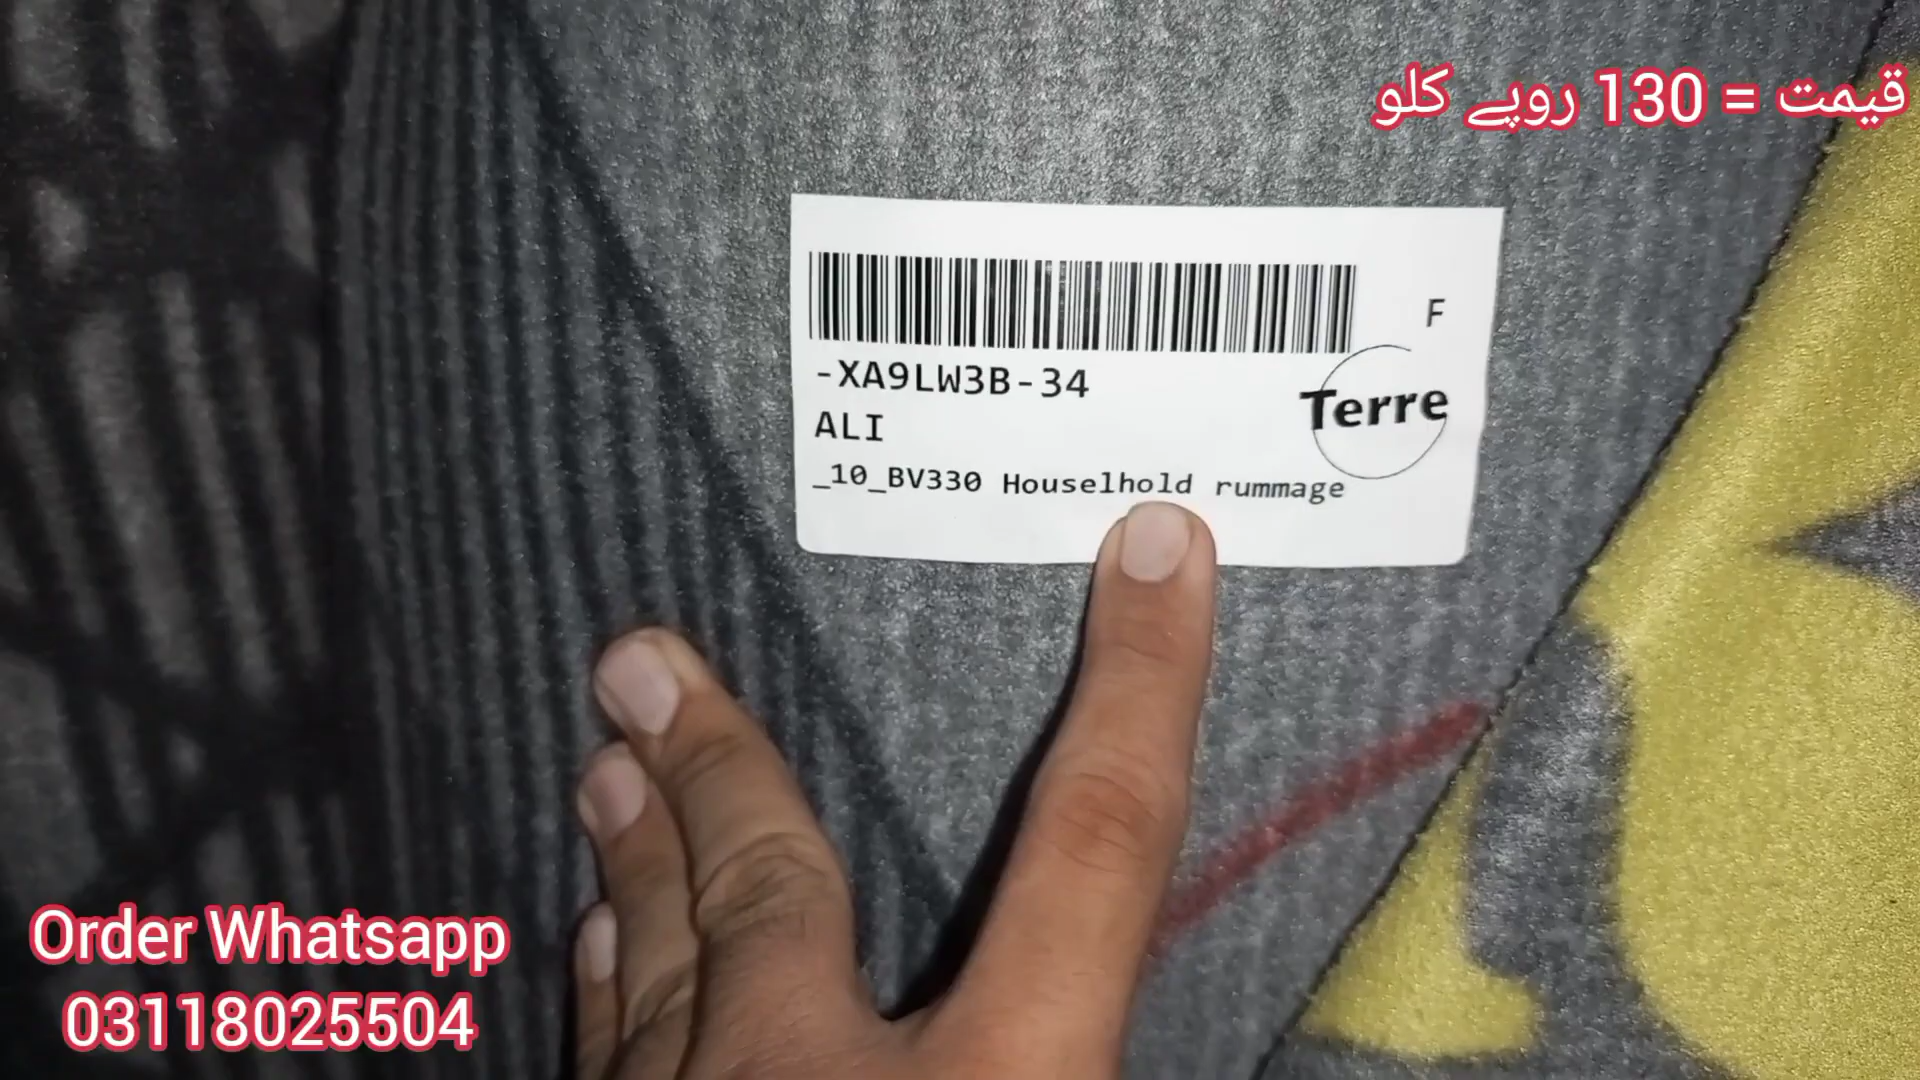 قیمت = 130 روپے کلو
F
-XA9LW3B-34
Terre
ALI
_10_BV330 Houselhold rummage
Order Whatsapp
03118025504